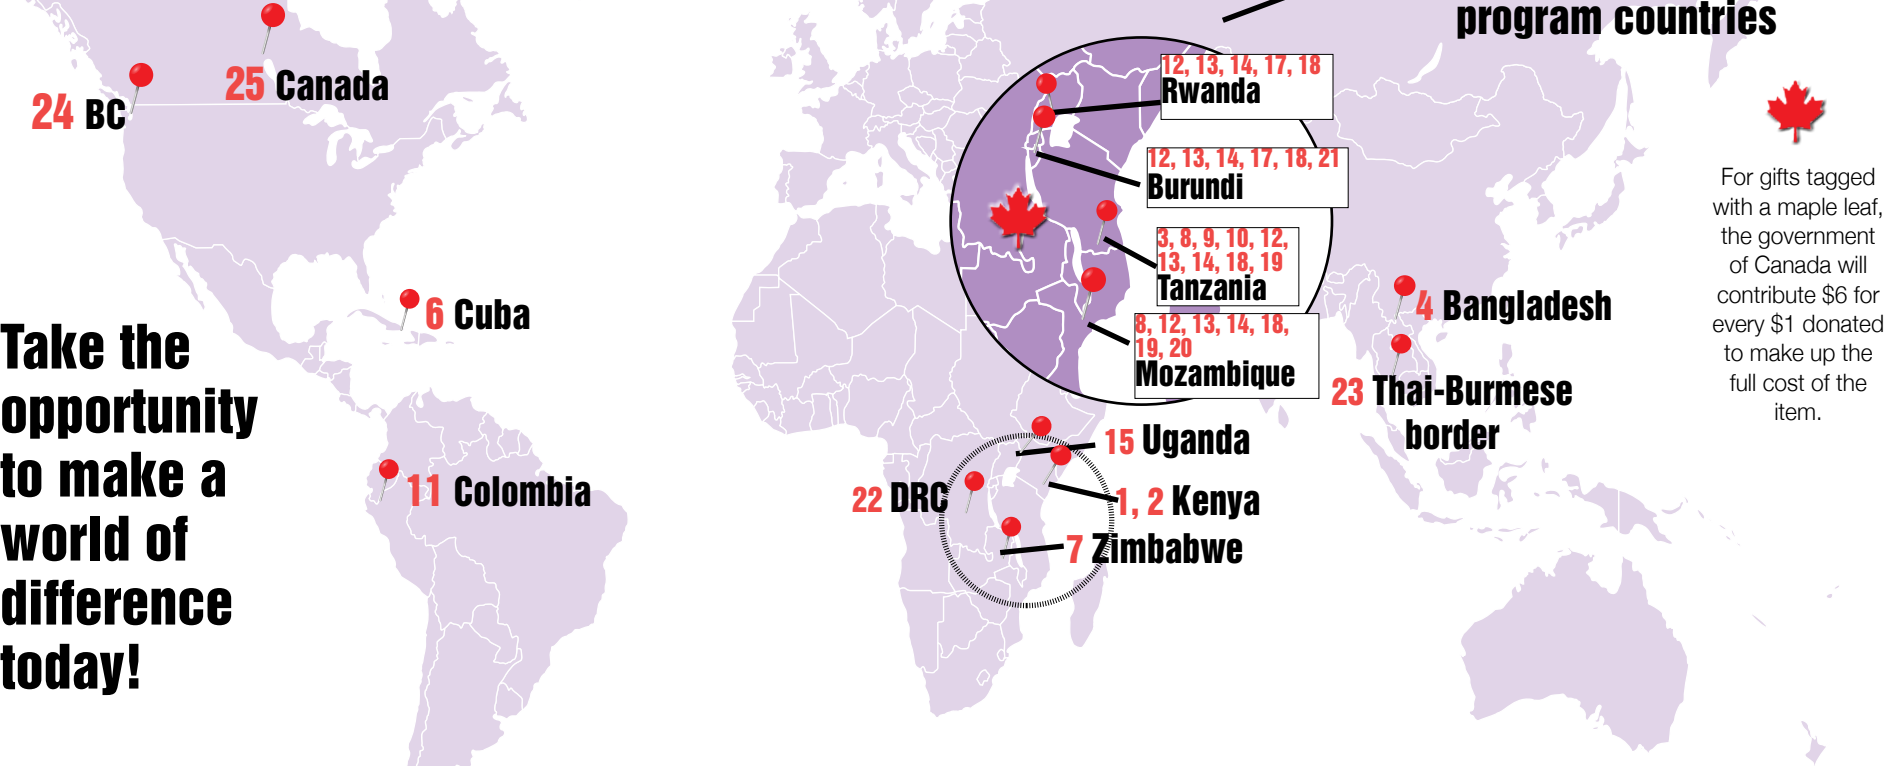 program countries
25 Canada
24 BC
12, 13, 14, 17, 18
Rwanda
12, 13, 14, 17, 18, 21
Burundi
3, 8, 9, 10, 12,
13, 14, 18, 19
Tanzania
8, 12, 13, 14, 18,
19, 20
Mozambique
6 Cuba
4 Bangladesh
23 Thai-Burmese
border
15 Uganda
11 Colombia
22 DRC
1, 2 Kenya
7 Zimbabwe
Take the
opportunity
to make a
world of
difference
today!
For gifts tagged
with a maple leaf,
the government
of Canada will
contribute $6 for
every $1 donated
to make up the
full cost of the
item.